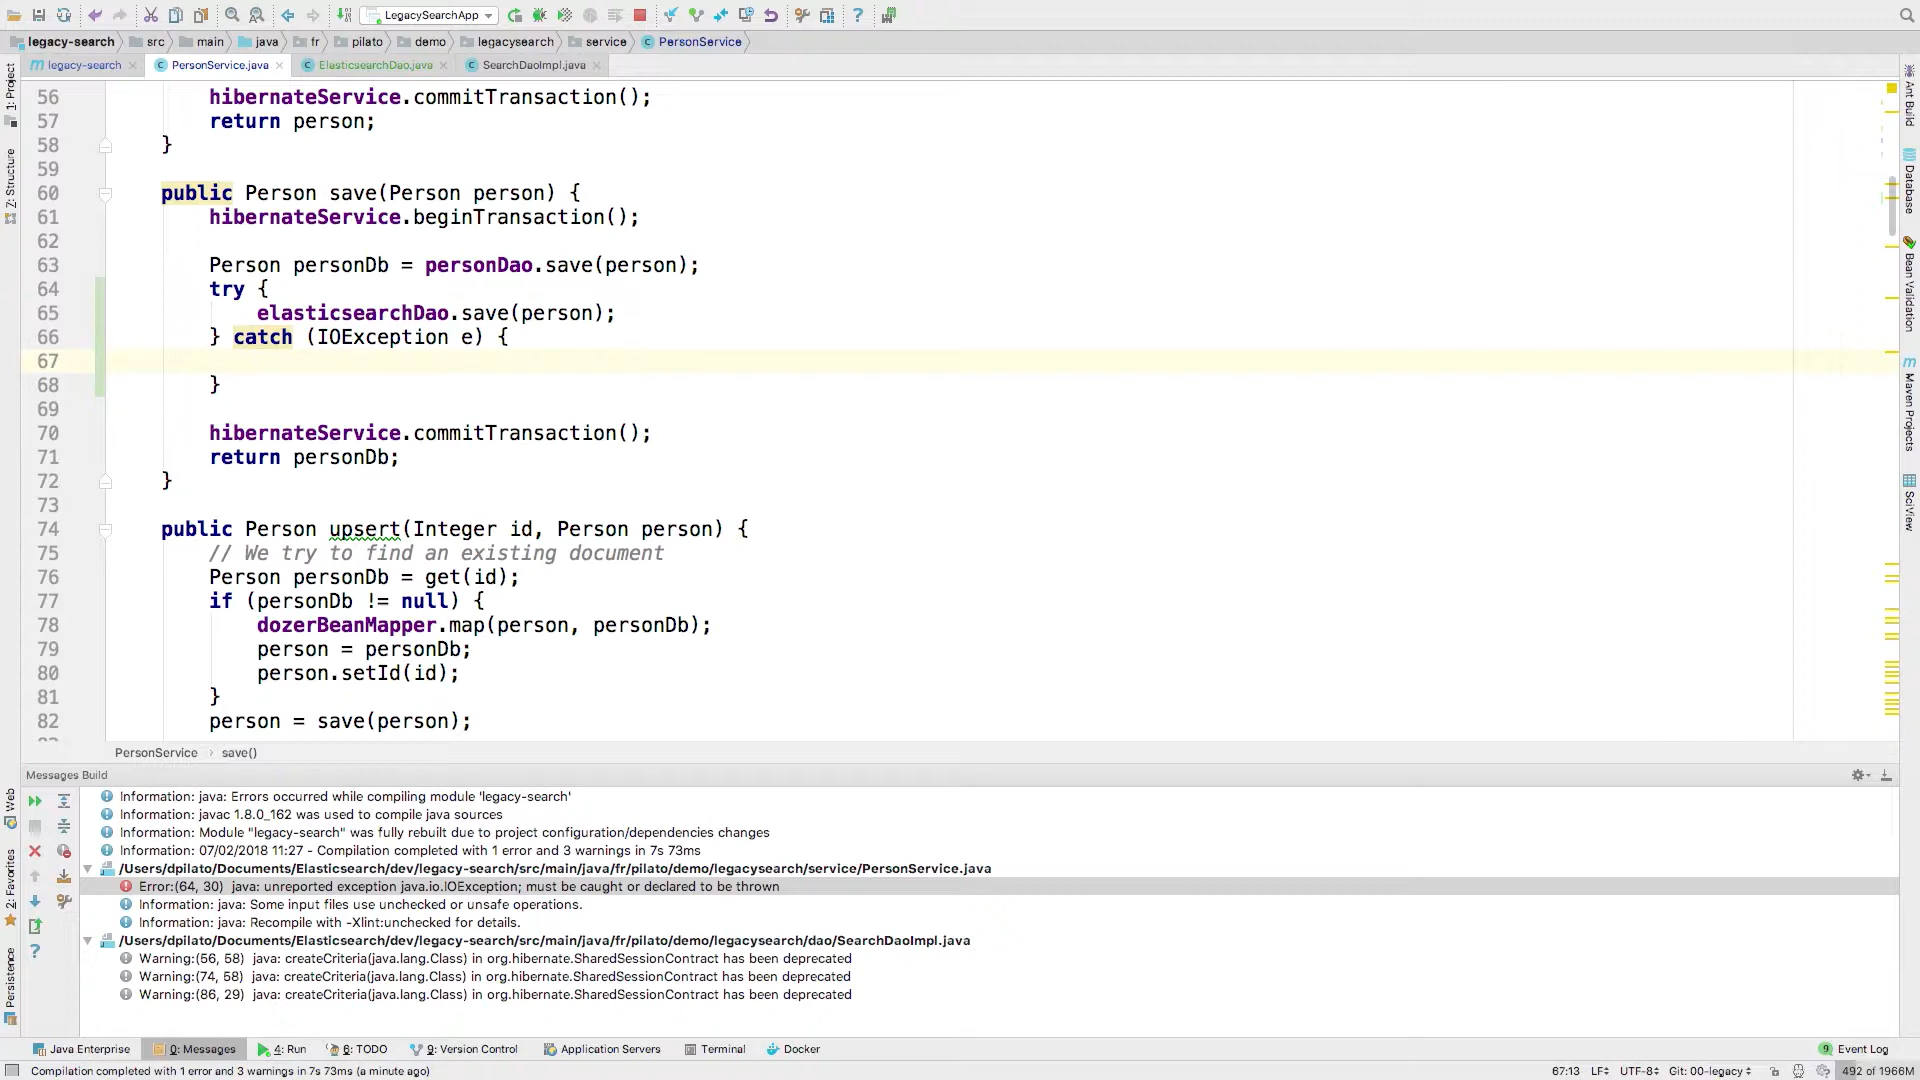 LegacySearchApp
legacy-search src main java fr pilato demo legacysearch service PersonService
legacy-search PersonService.java ElasticsearchDao.java SearchDaoImpl.java
1: Project
Z: Structure
Web
2: Favorites
Persistence
56 hibernateService.commitTransaction();
57 return person;
58 }
59
60 public Person save(Person person) {
61 hibernateService.beginTransaction();
62
63 Person personDb = personDao.save(person);
64 try {
65 elasticsearchDao.save(person);
66 } catch (IOException e) {
67
68 }
69
70 hibernateService.commitTransaction();
71 return personDb;
72 }
73
74 public Person upsert(Integer id, Person person) {
75 // We try to find an existing document
76 Person personDb = get(id);
77 if (personDb != null) {
78 dozerBeanMapper.map(person, personDb);
79 person = personDb;
80 person.setId(id);
81 }
82 person = save(person);
PersonService › save()
Ant Build
Database
Bean Validation
Maven Projects
SciView
Messages Build
Information: java: Errors occurred while compiling module 'legacy-search'
Information: javac 1.8.0_162 was used to compile java sources
Information: Module "legacy-search" was fully rebuilt due to project configuration/dependencies changes
Information: 07/02/2018 11:27 - Compilation completed with 1 error and 3 warnings in 7s 73ms
/Users/dpilato/Documents/Elasticsearch/dev/legacy-search/src/main/java/fr/pilato/demo/legacysearch/service/PersonService.java
Error:(64, 30) java: unreported exception java.io.IOException; must be caught or declared to be thrown
Information: java: Some input files use unchecked or unsafe operations.
Information: java: Recompile with -Xlint:unchecked for details.
/Users/dpilato/Documents/Elasticsearch/dev/legacy-search/src/main/java/fr/pilato/demo/legacysearch/dao/SearchDaoImpl.java
Warning:(56, 58) java: createCriteria(java.lang.Class) in org.hibernate.SharedSessionContract has been deprecated
Warning:(74, 58) java: createCriteria(java.lang.Class) in org.hibernate.SharedSessionContract has been deprecated
Warning:(86, 29) java: createCriteria(java.lang.Class) in org.hibernate.SharedSessionContract has been deprecated
Java Enterprise 0: Messages 4: Run 6: TODO 9: Version Control Application Servers Terminal Docker 9 Event Log
Compilation completed with 1 error and 3 warnings in 7s 73ms (a minute ago) 67:13 LF UTF-8 Git: 00-legacy 492 of 1966M